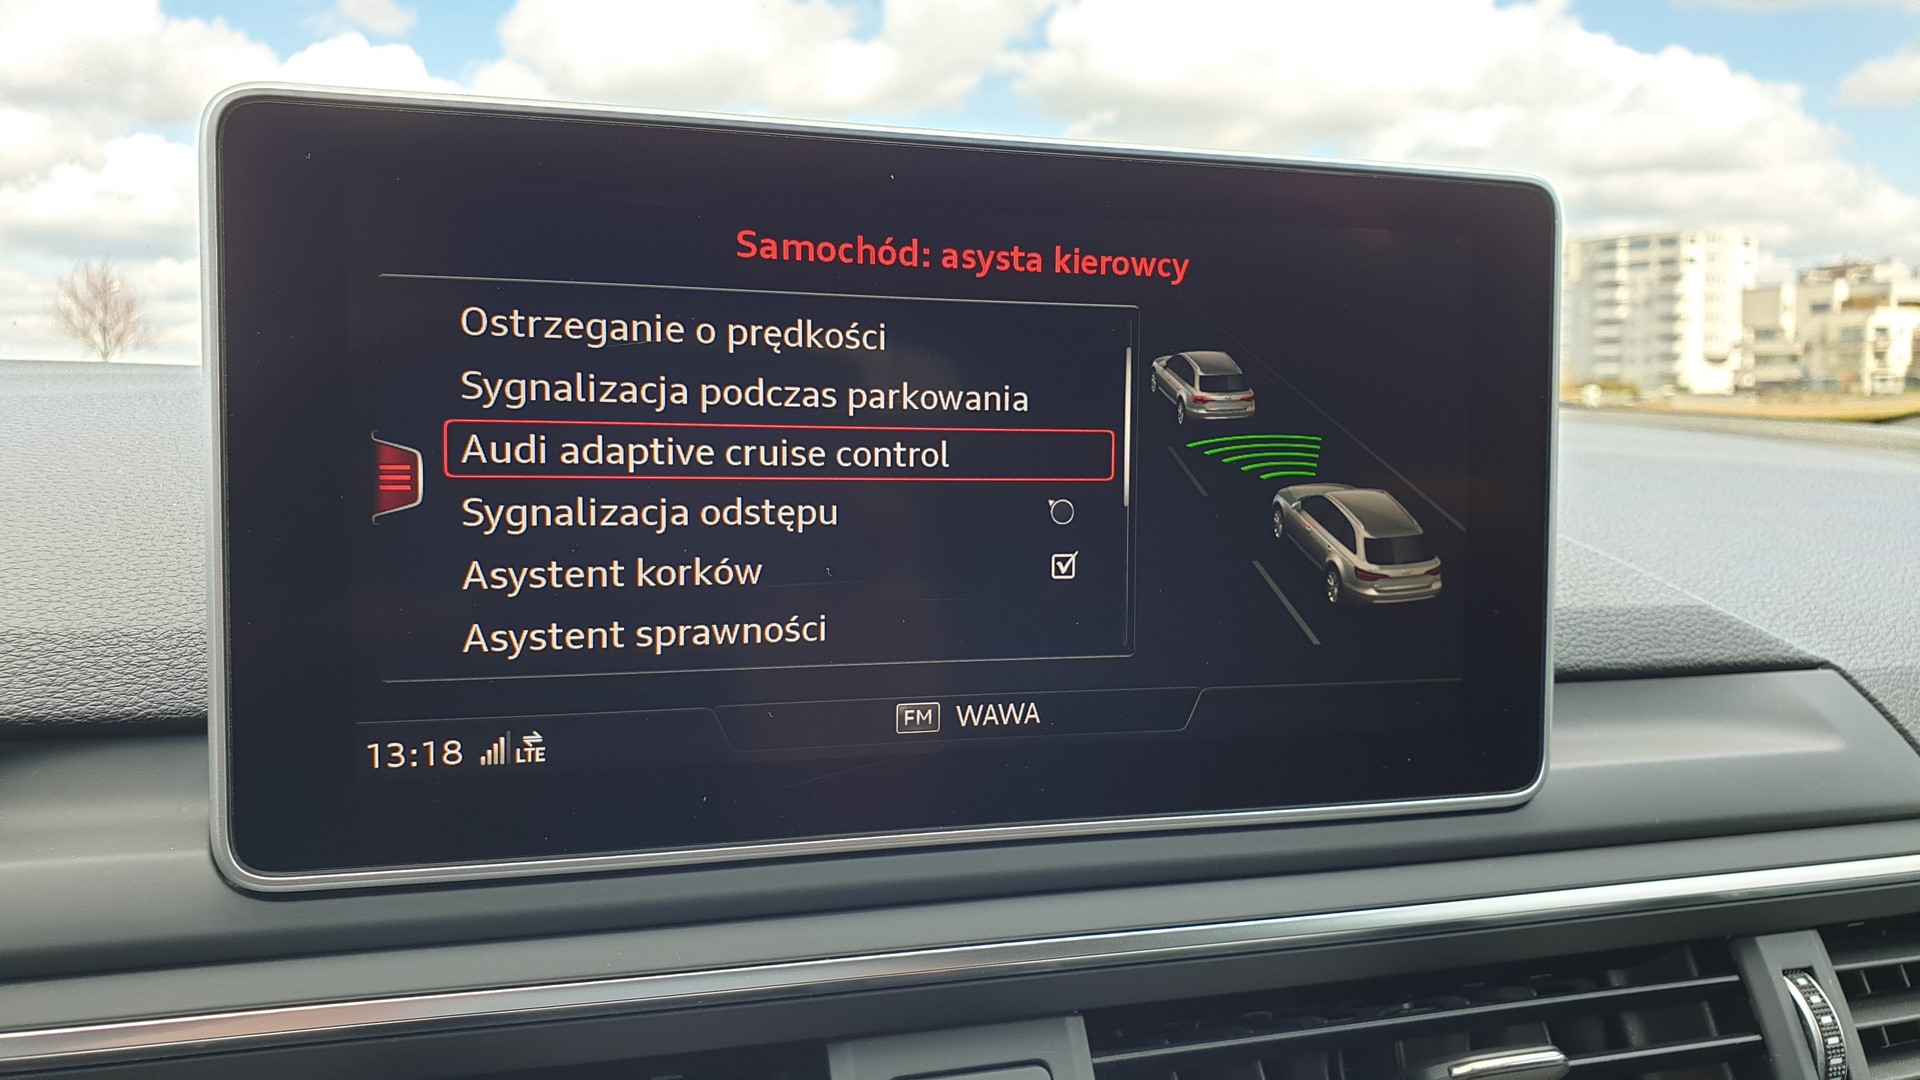 Samochód: asysta kierowcy
Ostrzeganie o prędkości
Sygnalizacja podczas parkowania
Audi adaptive cruise control
Sygnalizacja odstępu
Asystent korków
Asystent sprawności
FM WAWA
13:18 LTE